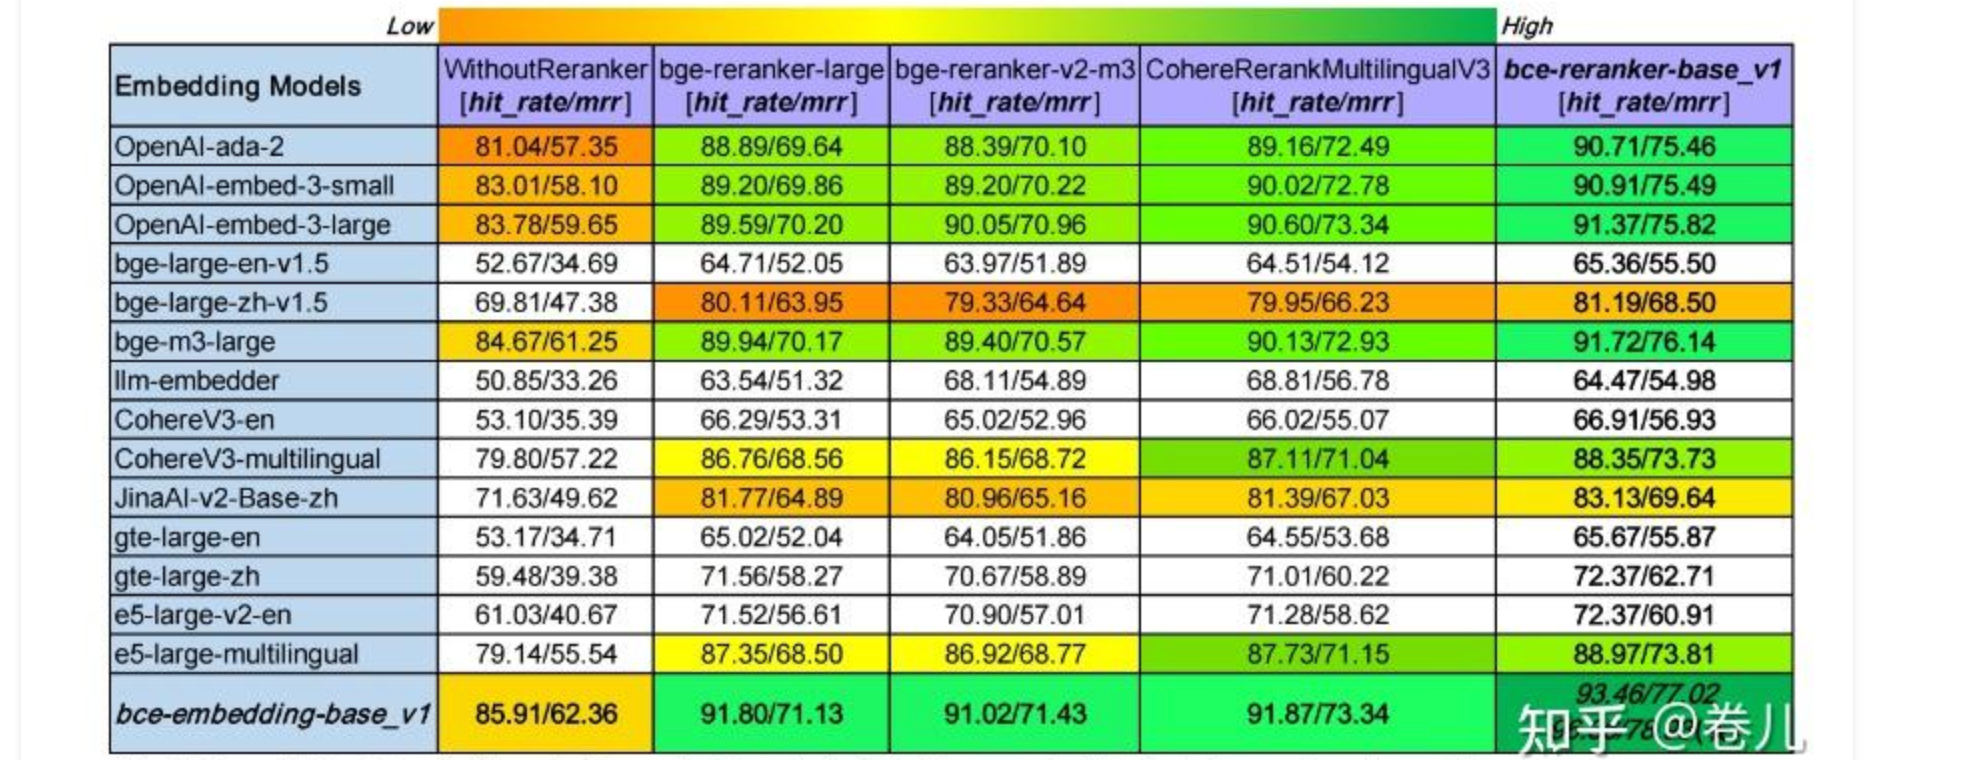 Low High
Embedding Models WithoutReranker bge-reranker-large bge-reranker-v2-m3 CohereRerankMultilingualV3 bce-reranker-base_v1
[hit_rate/mrr] [hit_rate/mrr] [hit_rate/mrr] [hit_rate/mrr] [hit_rate/mrr]
OpenAI-ada-2 81.04/57.35 88.89/69.64 88.39/70.10 89.16/72.49 90.71/75.46
OpenAI-embed-3-small 83.01/58.10 89.20/69.86 89.20/70.22 90.02/72.78 90.91/75.49
OpenAI-embed-3-large 83.78/59.65 89.59/70.20 90.05/70.96 90.60/73.34 91.37/75.82
bge-large-en-v1.5 52.67/34.69 64.71/52.05 63.97/51.89 64.51/54.12 65.36/55.50
bge-large-zh-v1.5 69.81/47.38 80.11/63.95 79.33/64.64 79.95/66.23 81.19/68.50
bge-m3-large 84.67/61.25 89.94/70.17 89.40/70.57 90.13/72.93 91.72/76.14
llm-embedder 50.85/33.26 63.54/51.32 68.11/54.89 68.81/56.78 64.47/54.98
CohereV3-en 53.10/35.39 66.29/53.31 65.02/52.96 66.02/55.07 66.91/56.93
CohereV3-multilingual 79.80/57.22 86.76/68.56 86.15/68.72 87.11/71.04 88.35/73.73
JinaAI-v2-Base-zh 71.63/49.62 81.77/64.89 80.96/65.16 81.39/67.03 83.13/69.64
gte-large-en 53.17/34.71 65.02/52.04 64.05/51.86 64.55/53.68 65.67/55.87
gte-large-zh 59.48/39.38 71.56/58.27 70.67/58.89 71.01/60.22 72.37/62.71
e5-large-v2-en 61.03/40.67 71.52/56.61 70.90/57.01 71.28/58.62 72.37/60.91
e5-large-multilingual 79.14/55.54 87.35/68.50 86.92/68.77 87.73/71.15 88.97/73.81
bce-embedding-base_v1 85.91/62.36 91.80/71.13 91.02/71.43 91.87/73.34 93.46/77.02
知乎 @卷儿